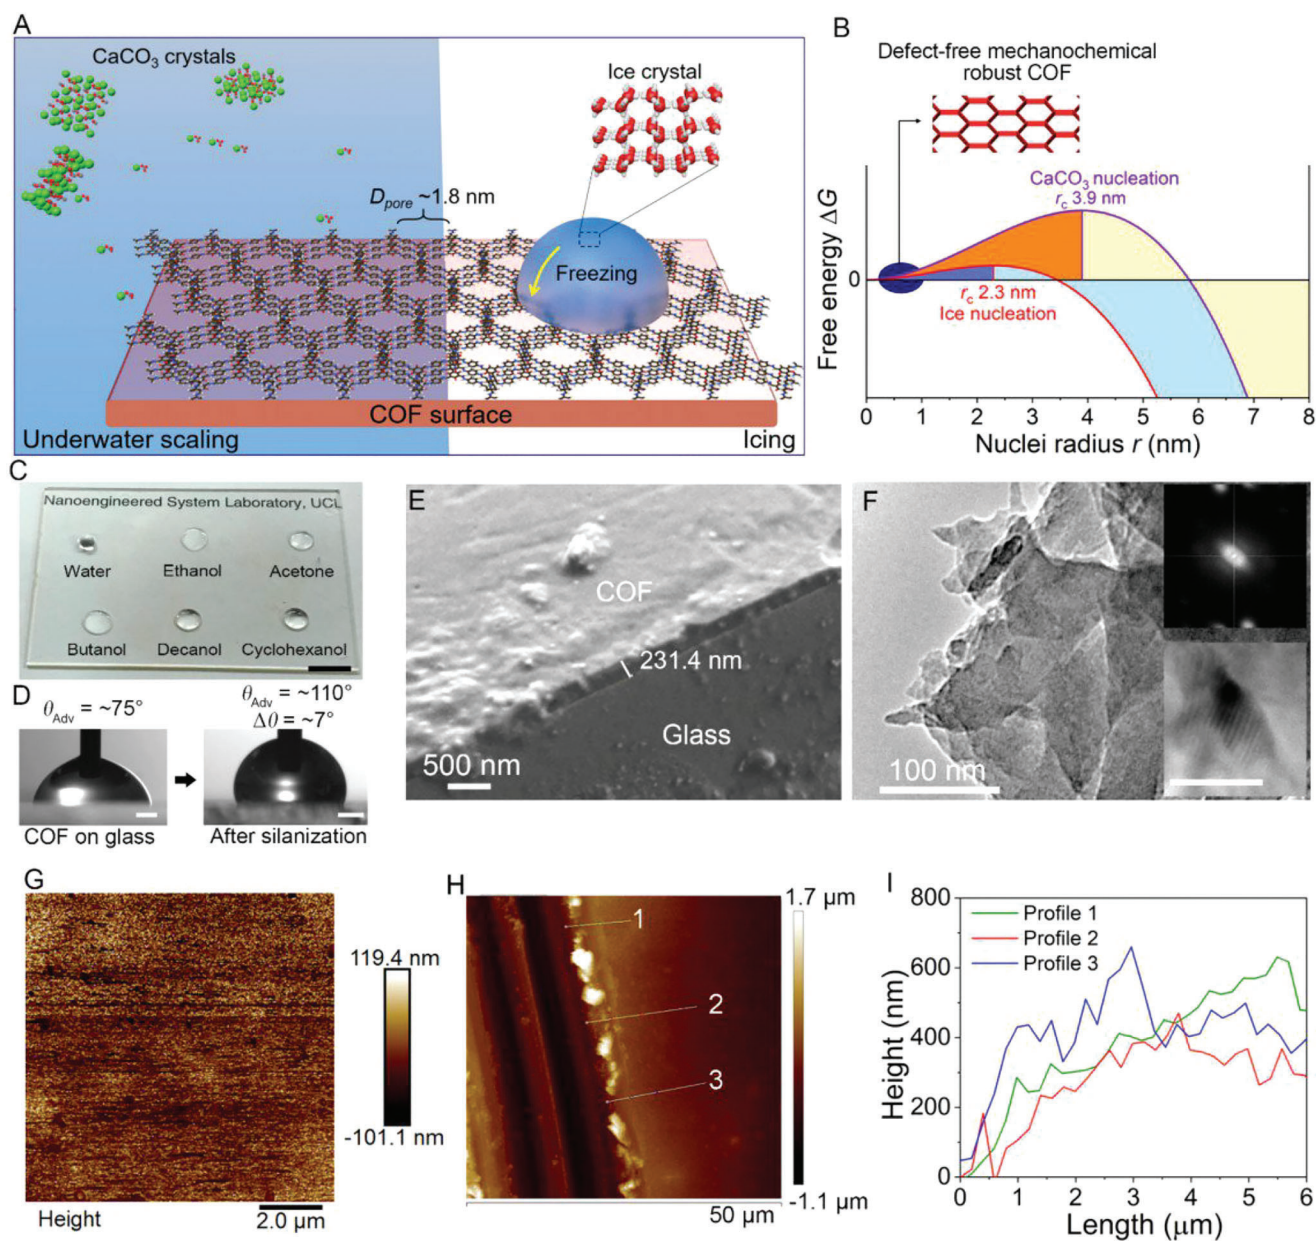 A
CaCO₃ crystals
Ice crystal
D_pore ~1.8 nm
Freezing
COF surface
Underwater scaling
Icing
B
Defect-free mechanochemical
robust COF
CaCO₃ nucleation
r_c 3.9 nm
r_c 2.3 nm
Ice nucleation
Free energy ΔG
0
0 1 2 3 4 5 6 7 8
Nuclei radius r (nm)
C
Nanoengineered System Laboratory, UCL
Water
Ethanol
Acetone
Butanol
Decanol
Cyclohexanol
D
θ_Adv = ~75°
θ_Adv = ~110°
Δθ = ~7°
COF on glass
After silanization
E
COF
231.4 nm
Glass
500 nm
F
100 nm
G
119.4 nm
-101.1 nm
Height
2.0 µm
H
1
2
3
1.7 µm
-1.1 µm
50 µm
I
800
600
400
200
0
Height (nm)
Profile 1
Profile 2
Profile 3
0 1 2 3 4 5 6
Length (µm)